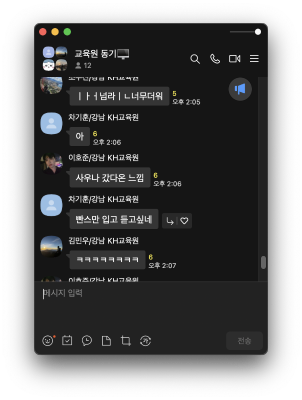 교육원 동기
12
/강남 KH교육원
ㅣㅏㅓ넘라ㅣㄴ너무더워
5
오후 2:05
차기훈/강남 KH교육원
아
6
오후 2:06
이호준/강남 KH교육원
사우나 갔다온 느낌
6
오후 2:06
차기훈/강남 KH교육원
빤스만 입고 듣고싶네
김민우/강남 KH교육원
ㅋㅋㅋㅋㅋㅋㅋㅋ
6
오후 2:07
이호준/강남 KH교육원
메시지 입력
전송